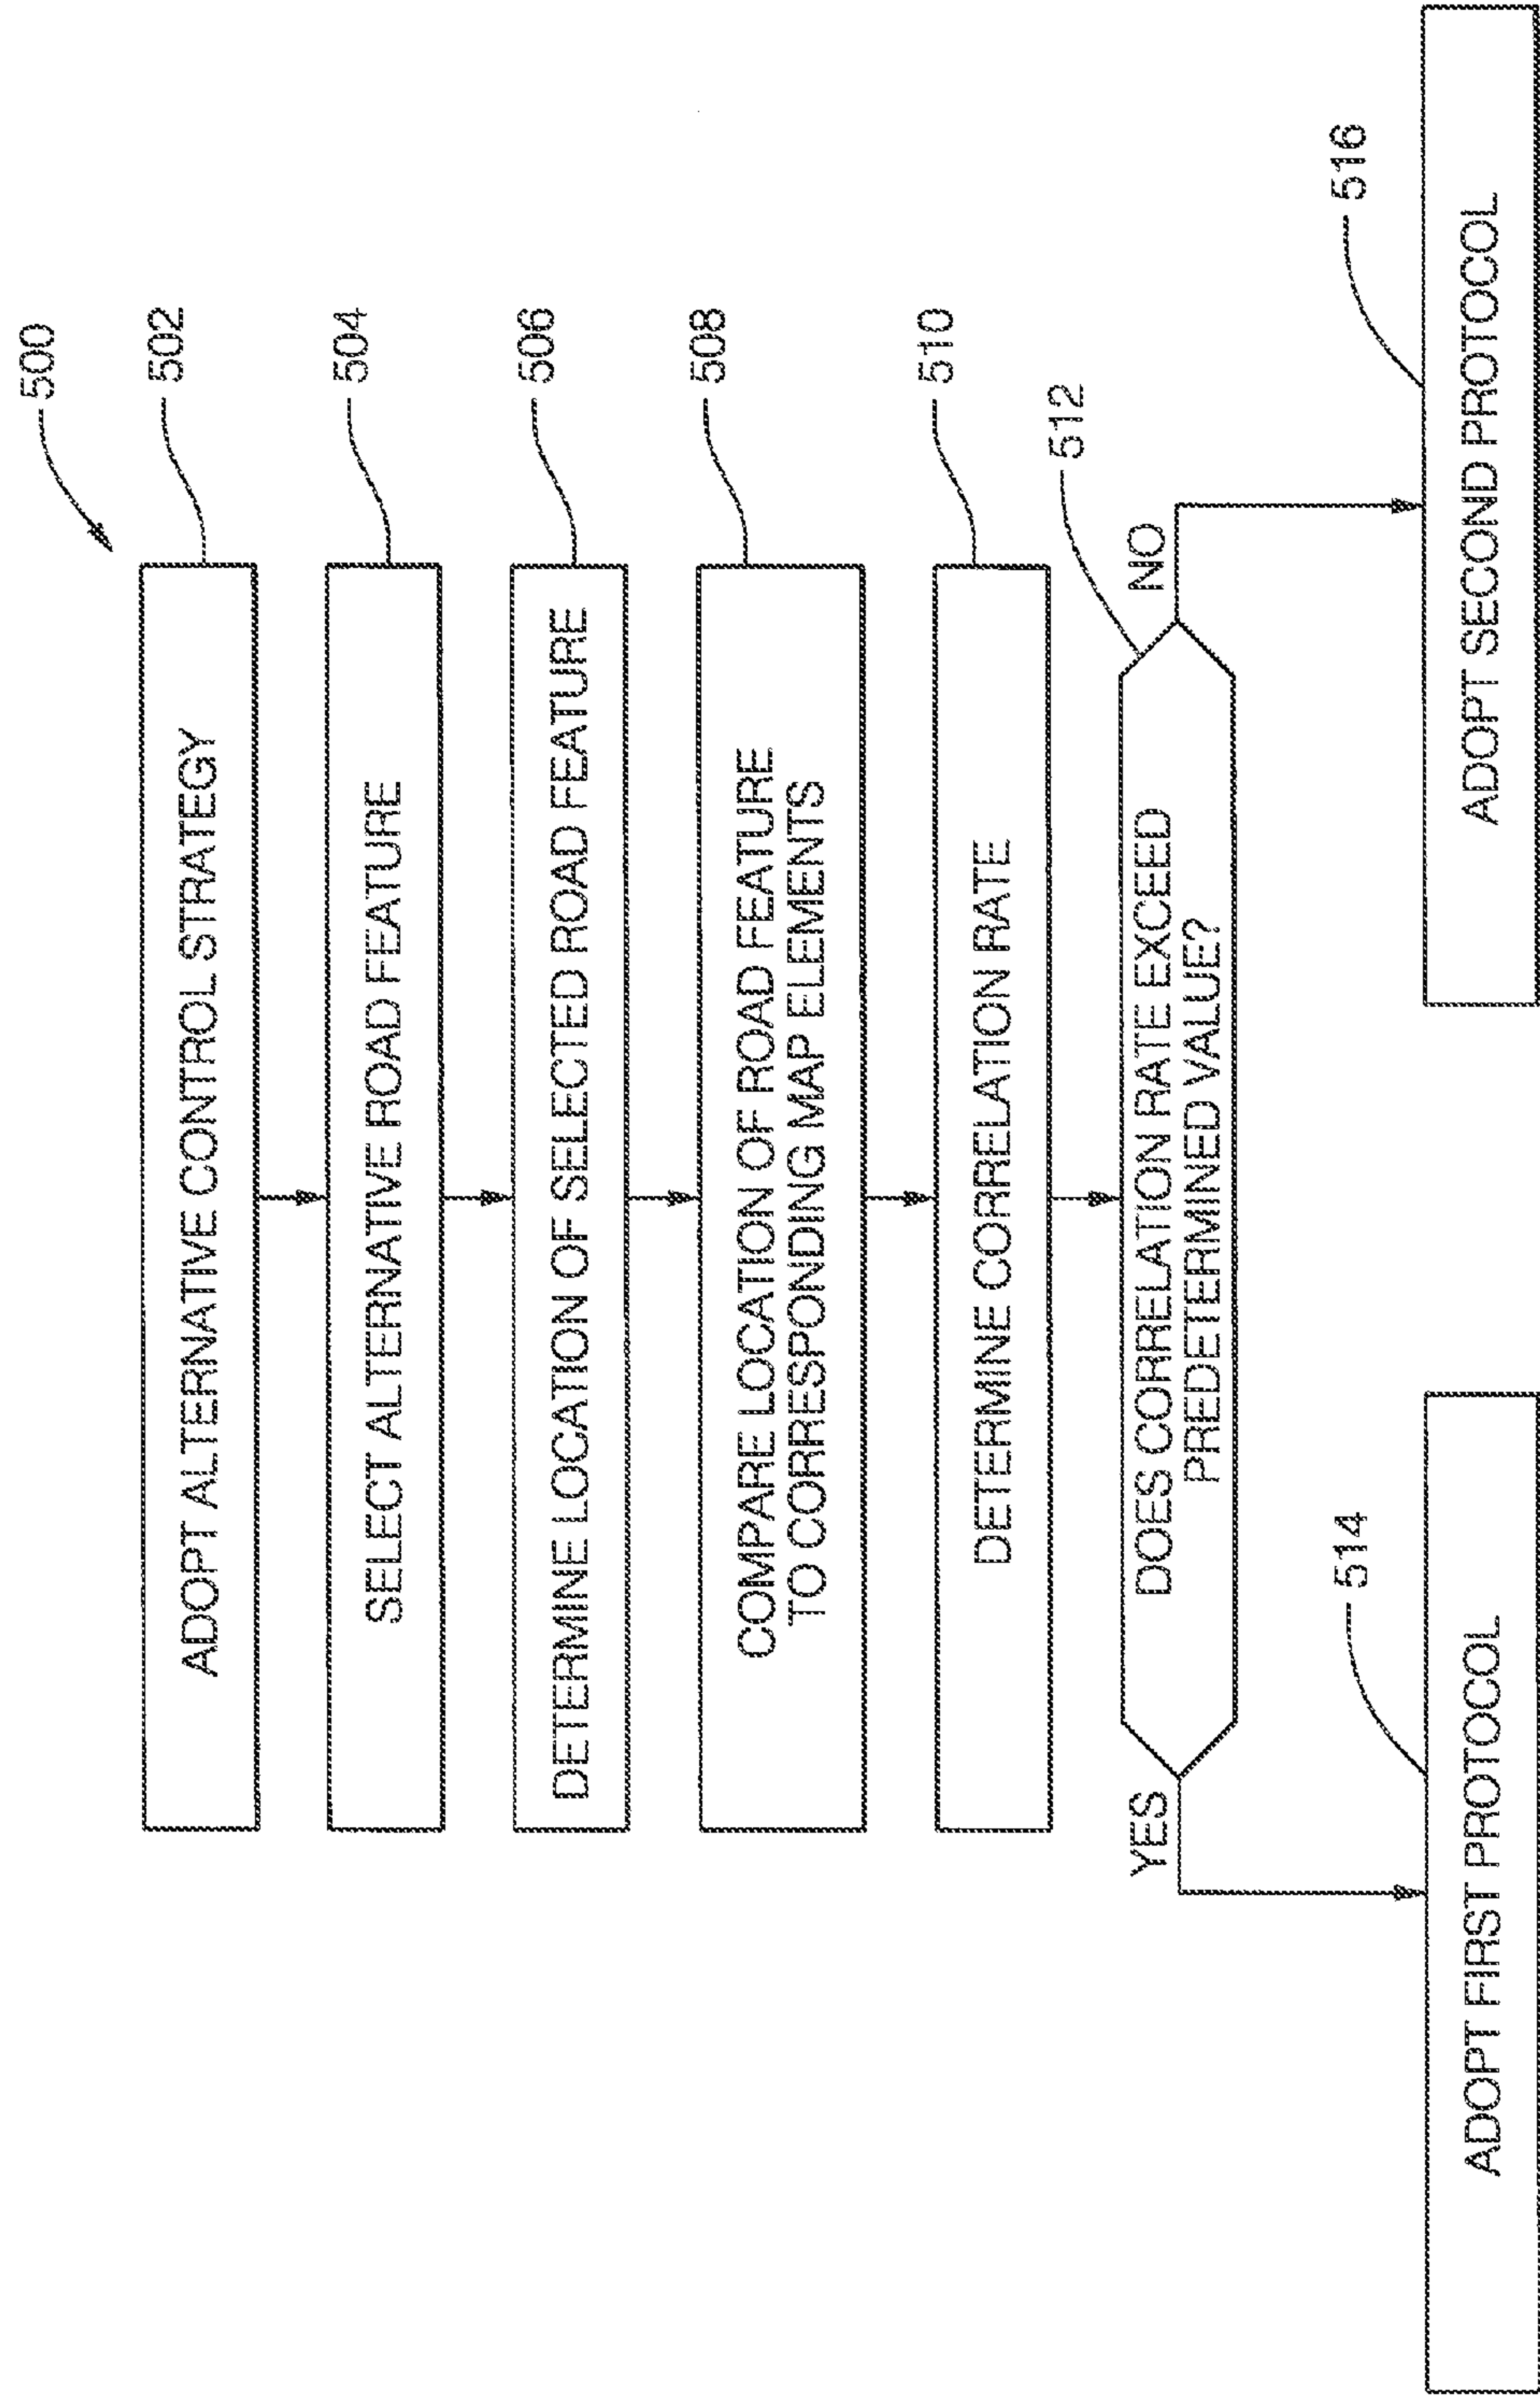 500
502
ADOPT ALTERNATIVE CONTROL STRATEGY
504
SELECT ALTERNATIVE ROAD FEATURE
506
DETERMINE LOCATION OF SELECTED ROAD FEATURE
508
COMPARE LOCATION OF ROAD FEATURE
TO CORRESPONDING MAP ELEMENTS
510
DETERMINE CORRELATION RATE
512
DOES CORRELATION RATE EXCEED
PREDETERMINED VALUE?
YES
NO
514
ADOPT FIRST PROTOCOL
516
ADOPT SECOND PROTOCOL